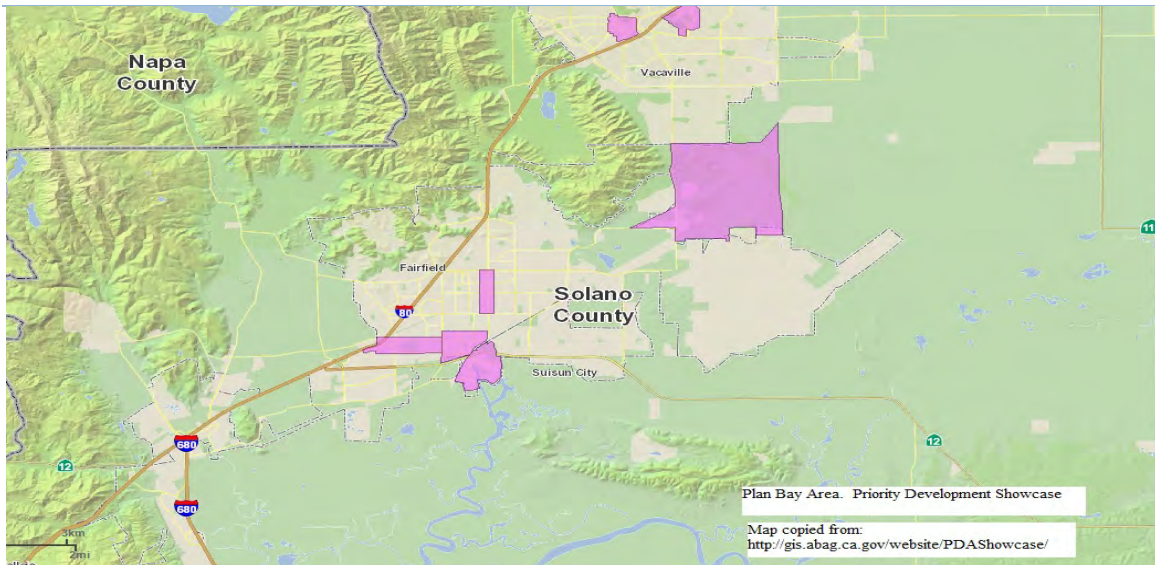 Napa
County
Vacaville
11
Fairfield
80
Solano
County
Suisun City
680
12
12
680
Plan Bay Area. Priority Development Showcase
3km
2mi
Map copied from:
http://gis.abag.ca.gov/website/PDAShowcase/